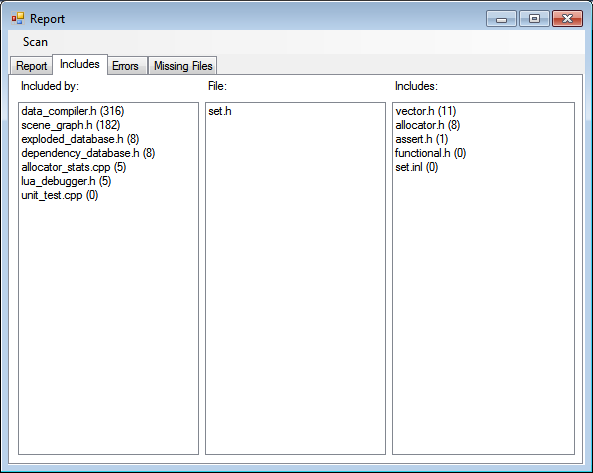 Report
Scan
Report Includes Errors Missing Files
Included by: File: Includes:
data_compiler.h (316)
scene_graph.h (182)
exploded_database.h (8)
dependency_database.h (8)
allocator_stats.cpp (5)
lua_debugger.h (5)
unit_test.cpp (0)
set.h
vector.h (11)
allocator.h (8)
assert.h (1)
functional.h (0)
set.inl (0)